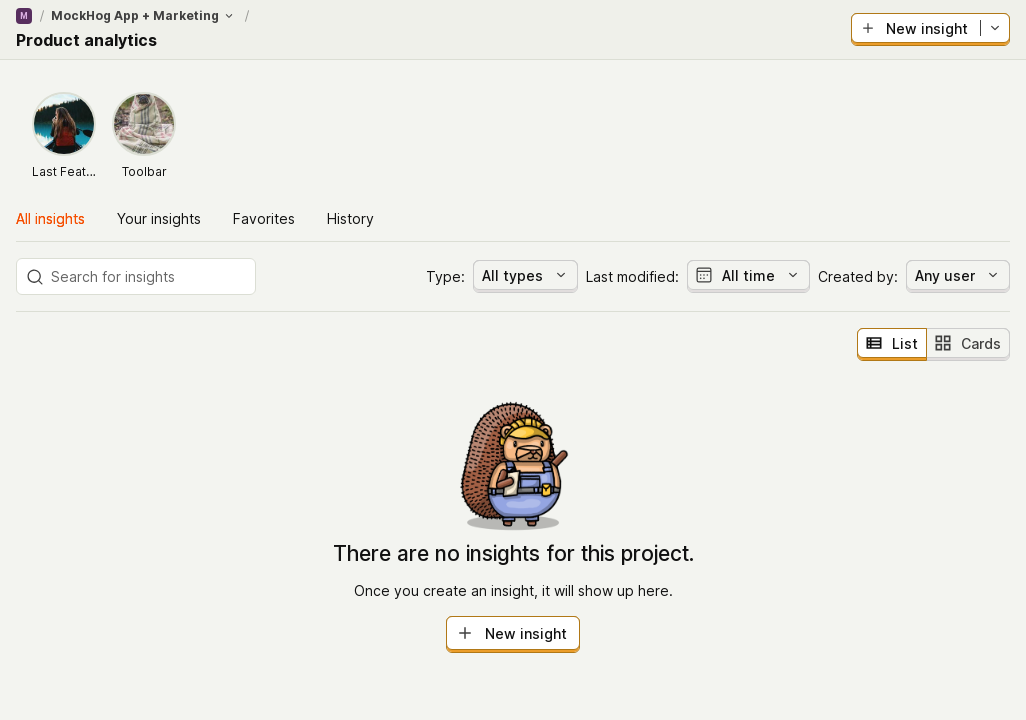 M / MockHog App + Marketing /
Product analytics
New insight
Last Feat...
Toolbar
All insights
Your insights
Favorites
History
Search for insights
Type:
All types
Last modified:
All time
Created by:
Any user
List
Cards
There are no insights for this project.
Once you create an insight, it will show up here.
New insight